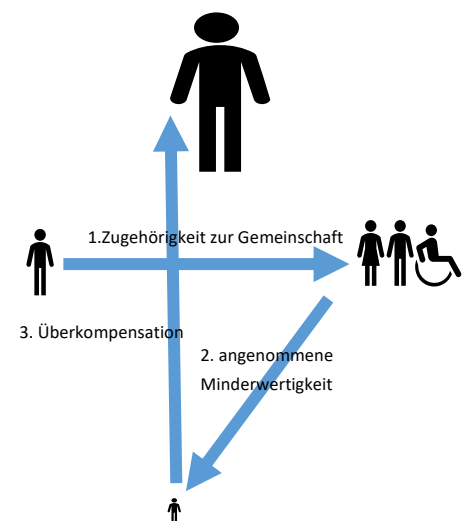 1.Zugehörigkeit zur Gemeinschaft
3. Überkompensation
2. angenommene
Minderwertigkeit